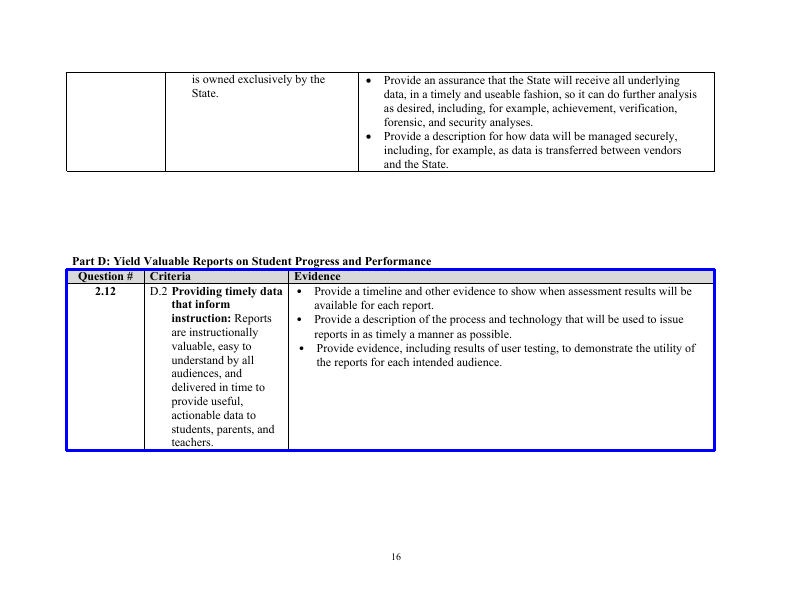 is owned exclusively by the
State.
• Provide an assurance that the State will receive all underlying
data, in a timely and useable fashion, so it can do further analysis
as desired, including, for example, achievement, verification,
forensic, and security analyses.
• Provide a description for how data will be managed securely,
including, for example, as data is transferred between vendors
and the State.
Part D: Yield Valuable Reports on Student Progress and Performance
Question # Criteria Evidence
2.12
D.2 Providing timely data
that inform
instruction: Reports
are instructionally
valuable, easy to
understand by all
audiences, and
delivered in time to
provide useful,
actionable data to
students, parents, and
teachers.
• Provide a timeline and other evidence to show when assessment results will be
available for each report.
• Provide a description of the process and technology that will be used to issue
reports in as timely a manner as possible.
• Provide evidence, including results of user testing, to demonstrate the utility of
the reports for each intended audience.
16